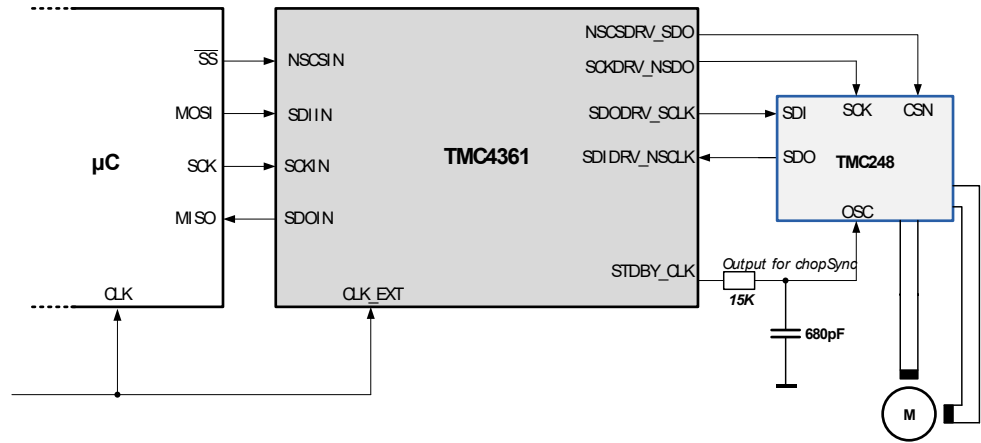 NSCSDRV_SDO
SCKDRV_NSDO
SS
NSCSIN
MOSI
SDIIN
SDODRV_SCLK
SDI
SCK
CSN
µC
TMC4361
SCK
SCKIN
SDIDRV_NSCLK
SDO
TMC248
MISO
SDOIN
OSC
STDBY_CLK
Output for chopSync
15K
CLK
CLK_EXT
680pF
M